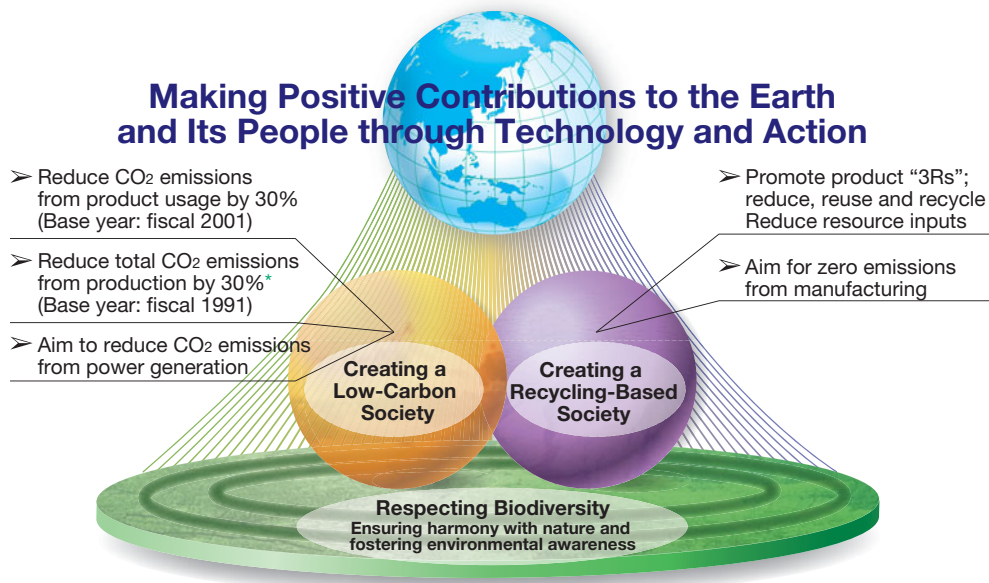 Making Positive Contributions to the Earth
and Its People through Technology and Action
➢ Reduce CO2 emissions
from product usage by 30%
(Base year: fiscal 2001)
➢ Reduce total CO2 emissions
from production by 30%*
(Base year: fiscal 1991)
➢ Aim to reduce CO2 emissions
from power generation
➢ Promote product “3Rs”;
reduce, reuse and recycle
Reduce resource inputs
➢ Aim for zero emissions
from manufacturing
Creating a
Low-Carbon
Society
Creating a
Recycling-Based
Society
Respecting Biodiversity
Ensuring harmony with nature and
fostering environmental awareness